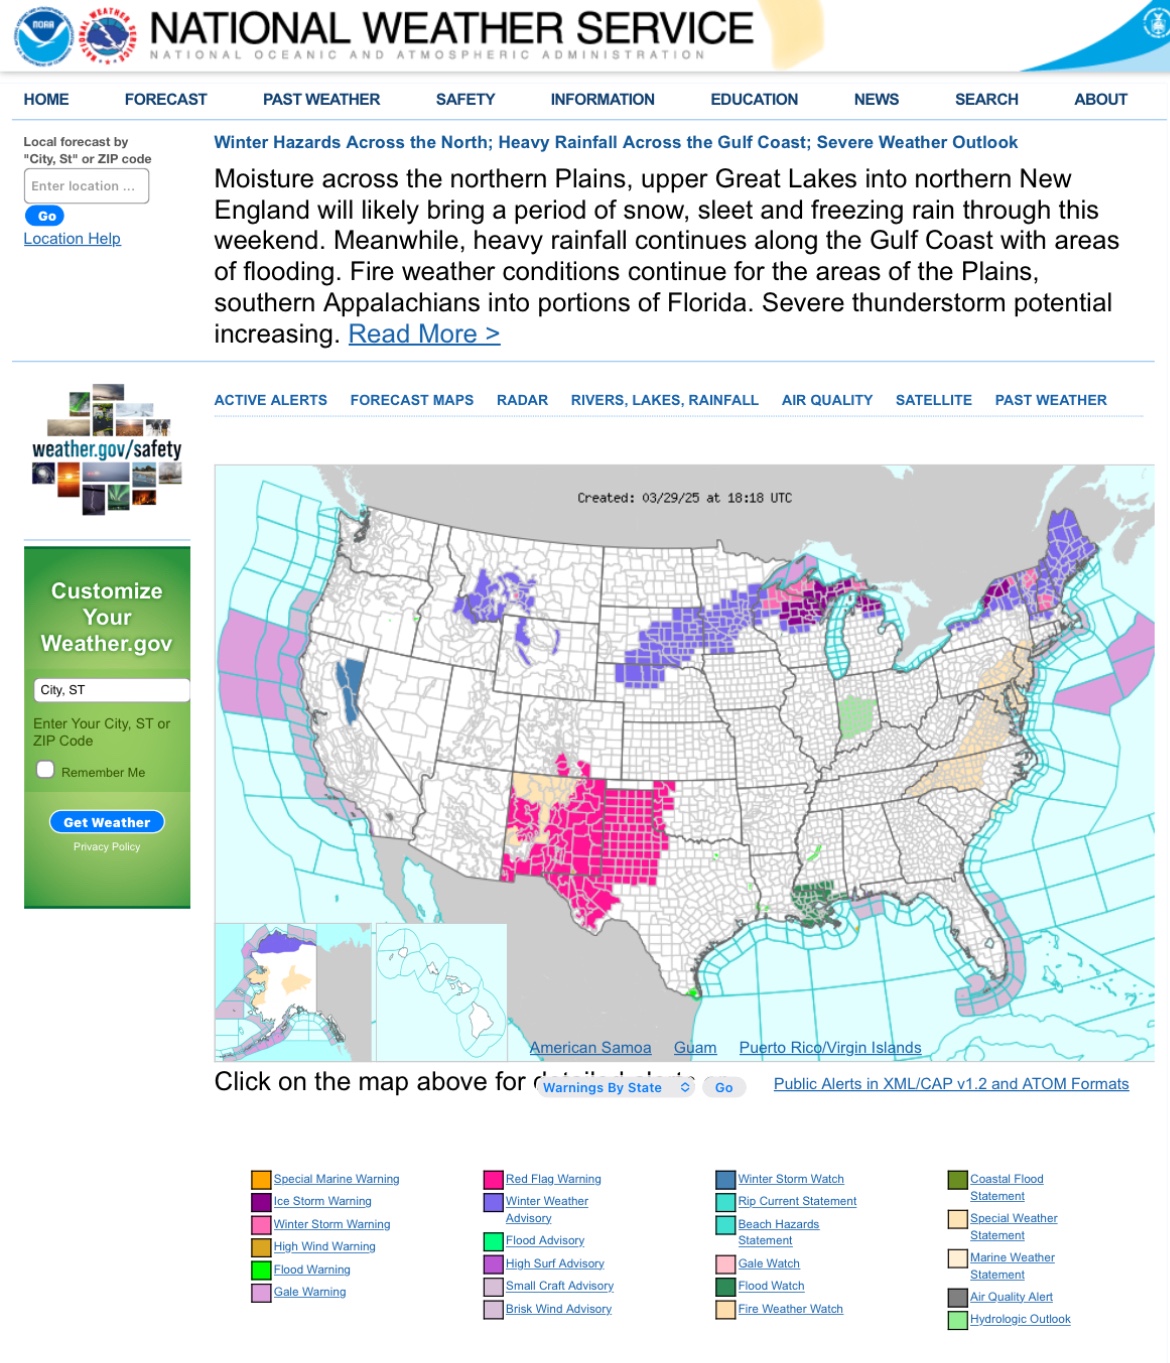 NOAA
NATIONAL WEATHER SERVICE
NATIONAL OCEANIC AND ATMOSPHERIC ADMINISTRATION
HOME FORECAST PAST WEATHER SAFETY INFORMATION EDUCATION NEWS SEARCH ABOUT
Local forecast by
"City, St" or ZIP code
Enter location ...
Go
Location Help
Winter Hazards Across the North; Heavy Rainfall Across the Gulf Coast; Severe Weather Outlook
Moisture across the northern Plains, upper Great Lakes into northern New
England will likely bring a period of snow, sleet and freezing rain through this
weekend. Meanwhile, heavy rainfall continues along the Gulf Coast with areas
of flooding. Fire weather conditions continue for the areas of the Plains,
southern Appalachians into portions of Florida. Severe thunderstorm potential
increasing. Read More >
weather.gov/safety
Customize
Your
Weather.gov
City, ST
Enter Your City, ST or
ZIP Code
Remember Me
Get Weather
Privacy Policy
ACTIVE ALERTS FORECAST MAPS RADAR RIVERS, LAKES, RAINFALL AIR QUALITY SATELLITE PAST WEATHER
Created: 03/29/25 at 18:18 UTC
American Samoa Guam Puerto Rico/Virgin Islands
Click on the map above for detailed alerts or
Warnings By State Go
Public Alerts in XML/CAP v1.2 and ATOM Formats
Special Marine Warning
Ice Storm Warning
Winter Storm Warning
High Wind Warning
Flood Warning
Gale Warning
Red Flag Warning
Winter Weather
Advisory
Flood Advisory
High Surf Advisory
Small Craft Advisory
Brisk Wind Advisory
Winter Storm Watch
Rip Current Statement
Beach Hazards
Statement
Gale Watch
Flood Watch
Fire Weather Watch
Coastal Flood
Statement
Special Weather
Statement
Marine Weather
Statement
Air Quality Alert
Hydrologic Outlook